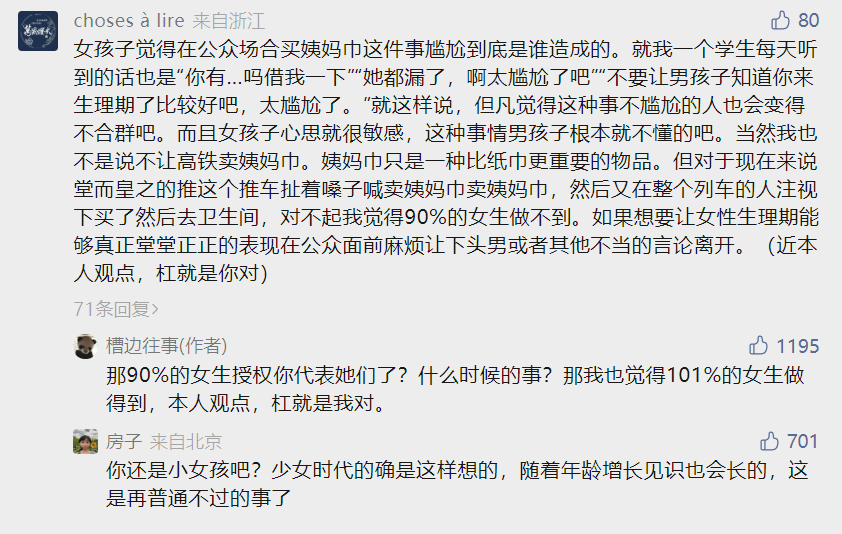 choses à lire 来自浙江 80
女孩子觉得在公众场合买姨妈巾这件事尴尬到底是谁造成的。就我一个学生每天听
到的话也是“你有...吗借我一下”“她都漏了，啊太尴尬了吧”“不要让男孩子知道你来
生理期了比较好吧，太尴尬了。“就这样说，但凡觉得这种事不尴尬的人也会变得
不合群吧。而且女孩子心思就很敏感，这种事情男孩子根本就不懂的吧。当然我也
不是说不让高铁卖姨妈巾。姨妈巾只是一种比纸巾更重要的物品。但对于现在来说
堂而皇之的推这个推车扯着嗓子喊卖姨妈巾卖姨妈巾，然后又在整个列车的人注视
下买了然后去卫生间，对不起我觉得90%的女生做不到。如果想要让女性生理期能
够真正堂堂正正的表现在公众面前麻烦让下头男或者其他不当的言论离开。（近本
人观点，杠就是你对）
71条回复>
槽边往事(作者) 1195
那90%的女生授权你代表她们了？什么时候的事？那我也觉得101%的女生做
得到，本人观点，杠就是我对。
房子 来自北京 701
你还是小女孩吧？少女时代的确是这样想的，随着年龄增长见识也会长的，这
是再普通不过的事了